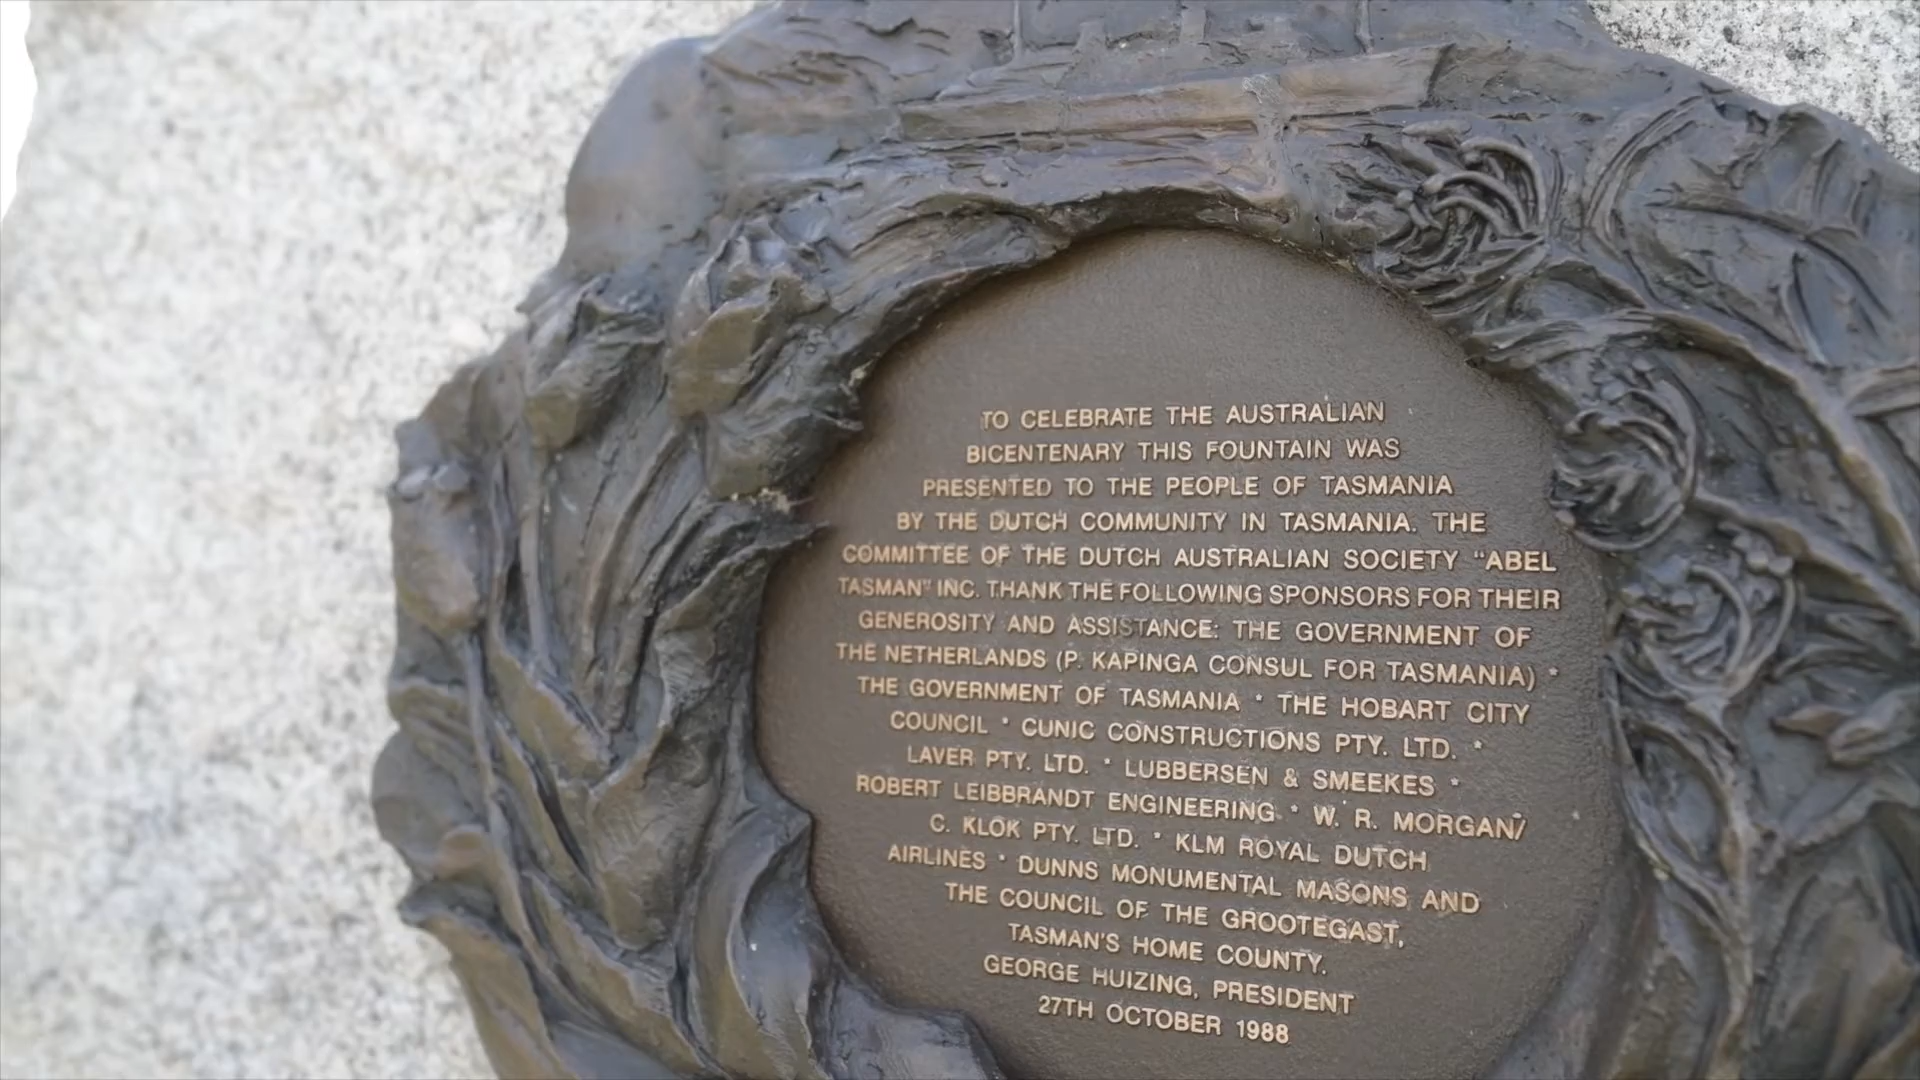 TO CELEBRATE THE AUSTRALIAN
BICENTENARY THIS FOUNTAIN WAS
PRESENTED TO THE PEOPLE OF TASMANIA
BY THE DUTCH COMMUNITY IN TASMANIA. THE
COMMITTEE OF THE DUTCH AUSTRALIAN SOCIETY "ABEL
TASMAN" INC. THANK THE FOLLOWING SPONSORS FOR THEIR
GENEROSITY AND ASSISTANCE: THE GOVERNMENT OF
THE NETHERLANDS (P. KAPINGA CONSUL FOR TASMANIA) *
THE GOVERNMENT OF TASMANIA * THE HOBART CITY
COUNCIL * CUNIC CONSTRUCTIONS PTY. LTD. *
LAVER PTY. LTD. * LUBBERSEN & SMEEKES *
ROBERT LEIBBRANDT ENGINEERING * W. R. MORGAN/
C. KLOK PTY. LTD. * KLM ROYAL DUTCH
AIRLINES * DUNNS MONUMENTAL MASONS AND
THE COUNCIL OF THE GROOTEGAST,
TASMAN'S HOME COUNTY.
GEORGE HUIZING, PRESIDENT
27TH OCTOBER 1988